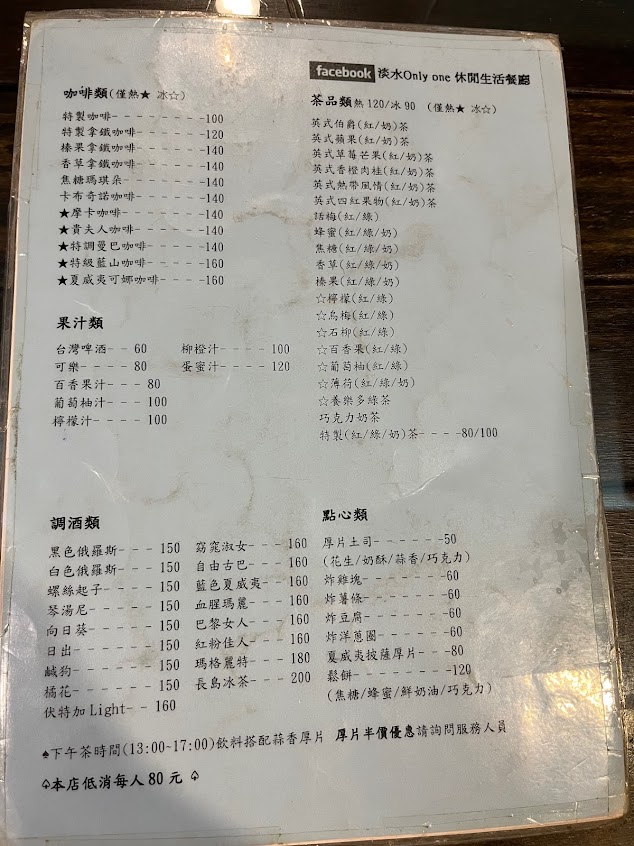 facebook 淡水Only one 休閒生活餐廳
咖啡類(僅熱★ 冰☆)
特製咖啡--------100
特製拿鐵咖啡-----120
榛果拿鐵咖啡-----140
香草拿鐵咖啡-----140
焦糖瑪琪朵------140
卡布奇諾咖啡-----140
★摩卡咖啡------140
★貴夫人咖啡-----140
★特調曼巴咖啡----140
★特級藍山咖啡----160
★夏威夷可娜咖啡---160
茶品類熱 120/冰 90 (僅熱★ 冰☆)
英式伯爵(紅/奶)茶
英式蘋果(紅/奶)茶
英式草莓芒果(紅/奶)茶
英式香橙肉桂(紅/奶)茶
英式熱帶風情(紅/奶)茶
英式四紅果物(紅/奶)茶
話梅(紅/綠)
蜂蜜(紅/綠/奶)
焦糖(紅/綠/奶)
香草(紅/綠/奶)
榛果(紅/綠/奶)
☆檸檬(紅/綠)
☆烏梅(紅/綠)
☆石柳(紅/綠)
☆百香果(紅/綠)
☆葡萄柚(紅/綠)
☆薄荷(紅/綠/奶)
☆養樂多綠茶
巧克力奶茶
特製(紅/綠/奶)茶----80/100
果汁類
台灣啤酒-- 60
可樂---- 80
百香果汁-- 80
葡萄柚汁-- 100
檸檬汁--- 100
柳橙汁---- 100
蛋蜜汁---- 120
調酒類
黑色俄羅斯--- 150
白色俄羅斯--- 150
螺絲起子---- 150
琴湯尼----- 150
向日葵----- 150
日出------ 150
鹹狗------ 150
橘花------ 150
伏特加 Light-- 160
窈窕淑女--- 160
自由古巴--- 160
藍色夏威夷-- 160
血腥瑪麗--- 160
巴黎女人--- 160
紅粉佳人--- 160
瑪格麗特--- 180
長島冰茶--- 200
點心類
厚片土司-------50
(花生/奶酥/蒜香/巧克力)
炸雞塊--------60
炸薯條--------60
炸豆腐--------60
炸洋蔥圈-------60
夏威夷披薩厚片---80
鬆餅---------120
(焦糖/蜂蜜/鮮奶油/巧克力)
♠下午茶時間(13:00~17:00)飲料搭配蒜香厚片 厚片半價優惠請詢問服務人員
♤本店低消每人 80 元 ♤